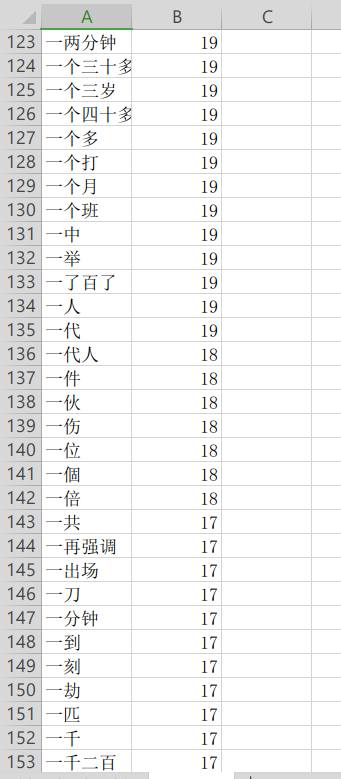 A B C
123 一两分钟 19
124 一个三十多 19
125 一个三岁 19
126 一个四十多 19
127 一个多 19
128 一个打 19
129 一个月 19
130 一个班 19
131 一中 19
132 一举 19
133 一了百了 19
134 一人 19
135 一代 19
136 一代人 18
137 一件 18
138 一伙 18
139 一伤 18
140 一位 18
141 一個 18
142 一倍 18
143 一共 17
144 一再强调 17
145 一出场 17
146 一刀 17
147 一分钟 17
148 一到 17
149 一刻 17
150 一劫 17
151 一匹 17
152 一千 17
153 一千二百 17